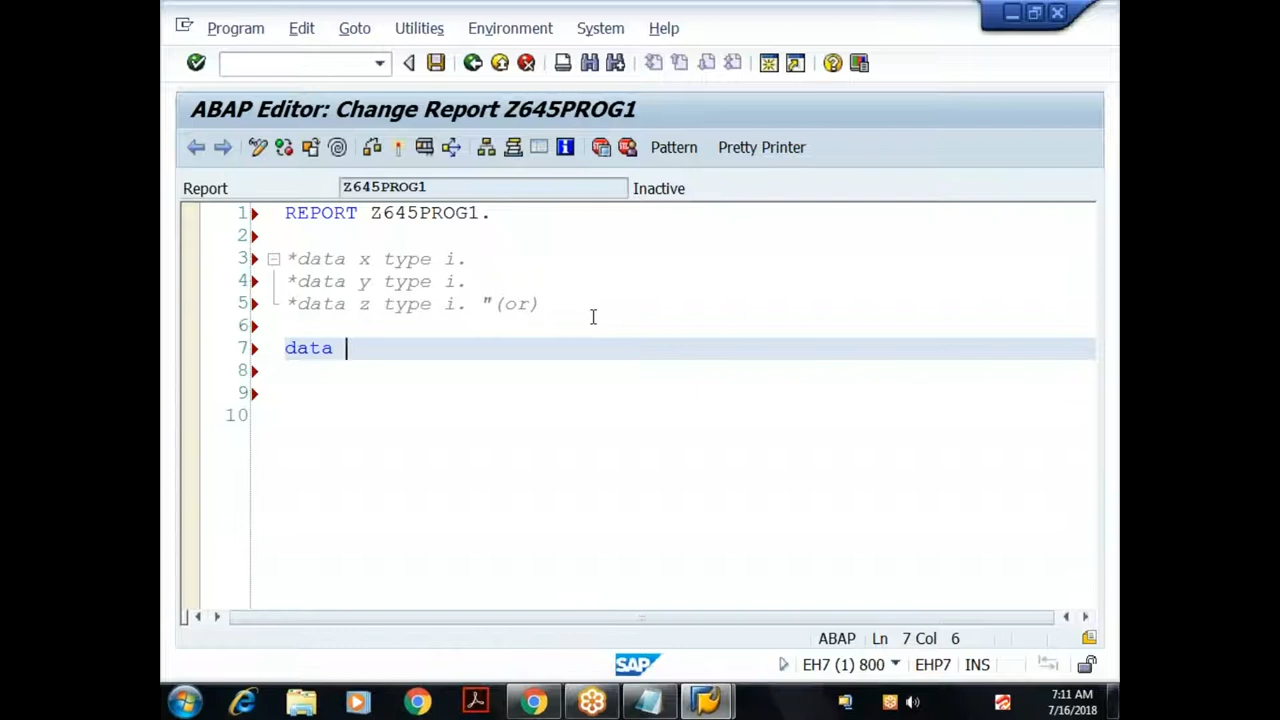 Program Edit Goto Utilities Environment System Help
ABAP Editor: Change Report Z645PROG1
Pattern Pretty Printer
Report Z645PROG1 Inactive
1 REPORT Z645PROG1.
2
3 *data x type i.
4 *data y type i.
5 *data z type i. "(or)
6
7 data
8
9
10
ABAP Ln 7 Col 6
SAP EH7 (1) 800 EHP7 INS
7:11 AM
7/16/2018